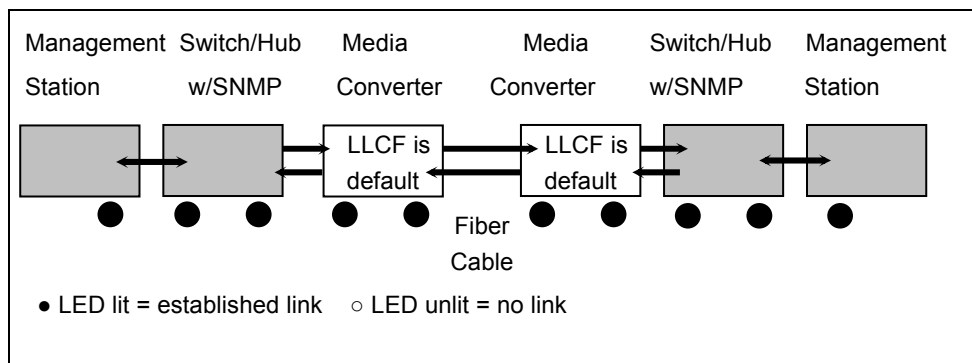 Management Switch/Hub Media Media Switch/Hub Management
Station w/SNMP Converter Converter w/SNMP Station
LLCF is LLCF is
default default
Fiber
Cable
● LED lit = established link ○ LED unlit = no link